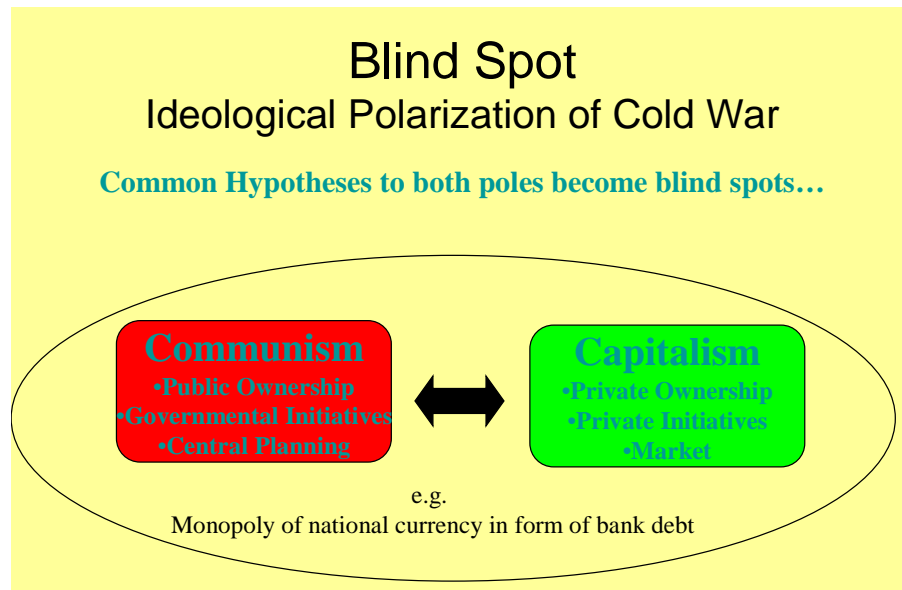 Blind Spot
Ideological Polarization of Cold War
Common Hypotheses to both poles become blind spots…
Communism
•Public Ownership
•Governmental Initiatives
•Central Planning
Capitalism
•Private Ownership
•Private Initiatives
•Market
e.g.
Monopoly of national currency in form of bank debt